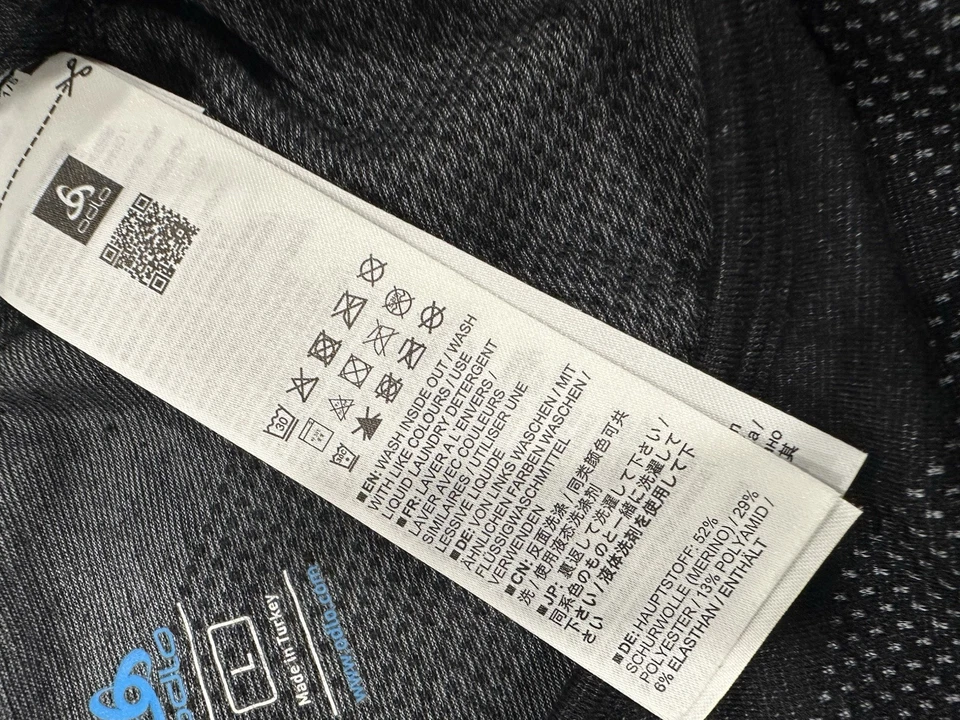 odlo
■EN: WASH INSIDE OUT / WASH
WITH LIKE COLOURS / USE
LIQUID LAUNDRY DETERGENT
■FR: LAVER A L'ENVERS /
LAVER AVEC COULEURS
SIMILARES / UTILISER UNE
LESSIVE LIQUIDE
■DE: VON LINKS WASCHEN / MIT
ÄHNLICHEN FARBEN WASCHEN /
FLÜSSIGWASCHMITTEL
VERWENDEN
■CN: 反面洗涤 / 同类颜色可共
洗 / 使用液态洗涤剂
■JP: 裏返して洗濯して下さい /
同系色のものと一緒に洗濯して
下さい / 液体洗剤を使用して下
さい
■DE: HAUPTSTOFF: 52%
SCHURWOLLE (MERINO) / 29%
POLYESTER / 13% POLYAMID /
6% ELASTHAN / ENTHÄLT
odlo
L
Made in Turkey
www.odlo.com